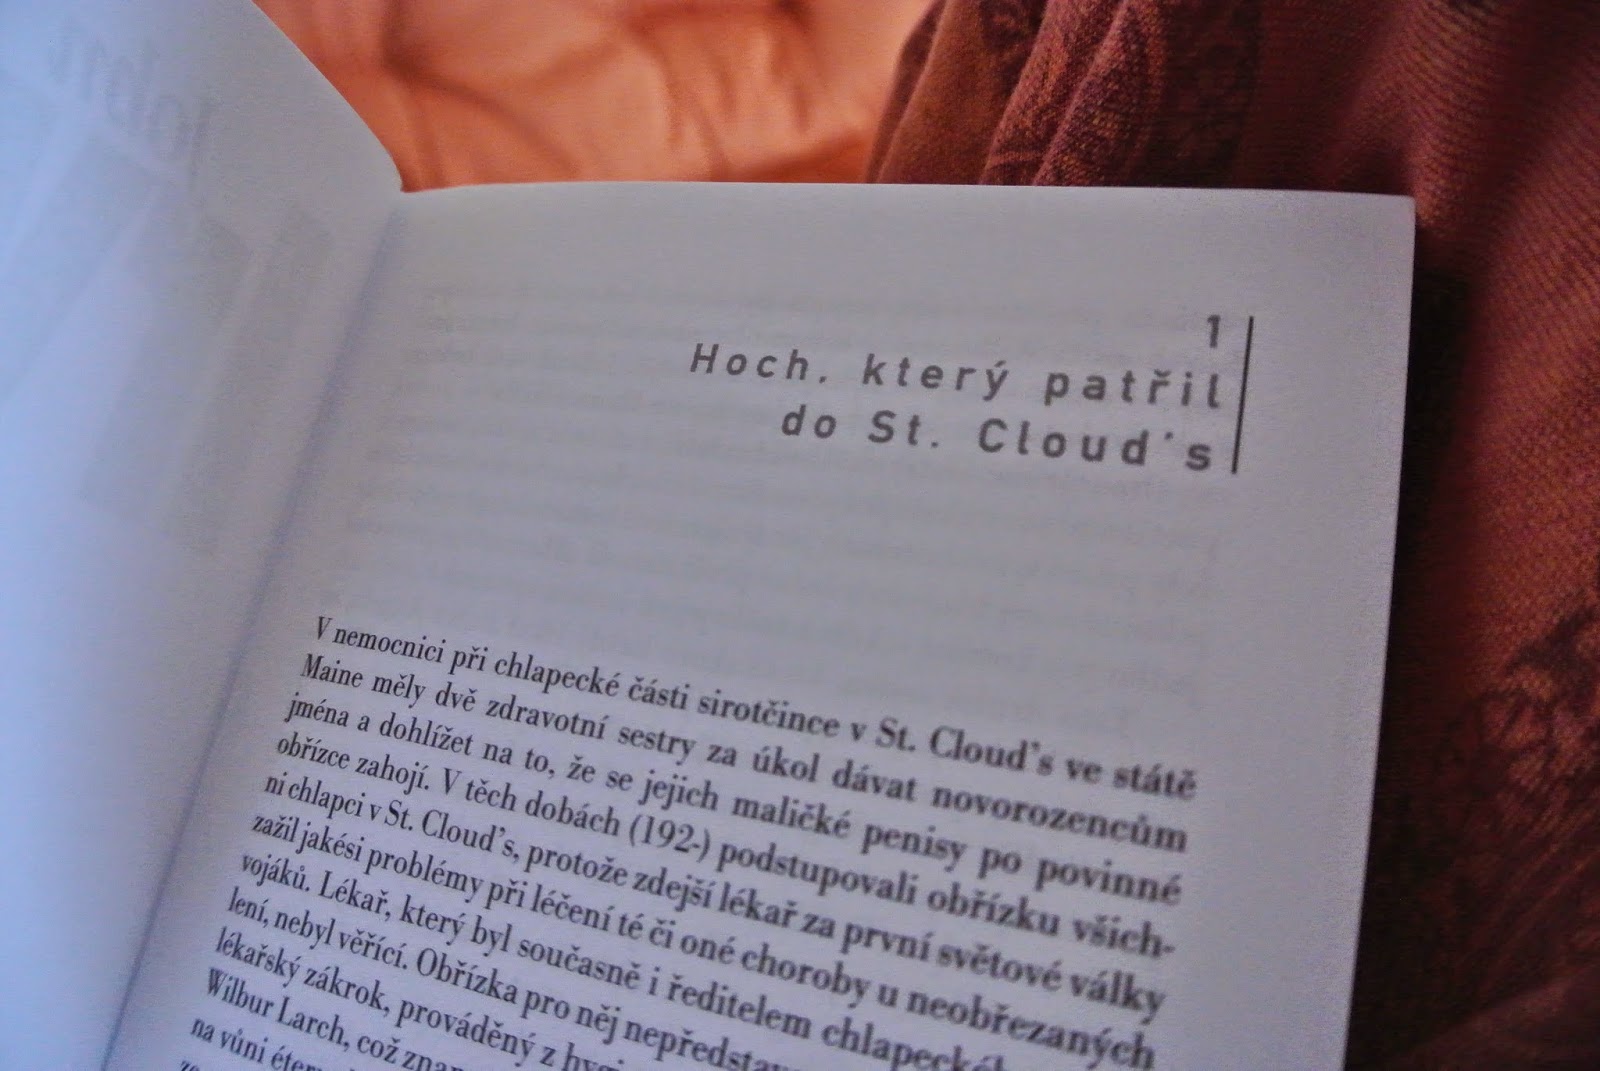 1
Hoch, který patřil
do St. Cloud's
V nemocnici při chlapecké části sirotčince v St. Cloud's ve státě
Maine měly dvě zdravotní sestry za úkol dávat novorozencům
jména a dohlížet na to, že se jejich maličké penisy po povinné
obřízce zahojí. V těch dobách (192-) podstupovali obřízku všich-
ni chlapci v St. Cloud's, protože zdejší lékař za první světové války
zažil jakési problémy při léčení té či oné choroby u neobřezaných
vojáků. Lékař, který byl současně i ředitelem
lení, nebyl věřící. Obřízka pro něj
lékařský zákrok, prováděný z
Wilbur Larch, což
na vůni